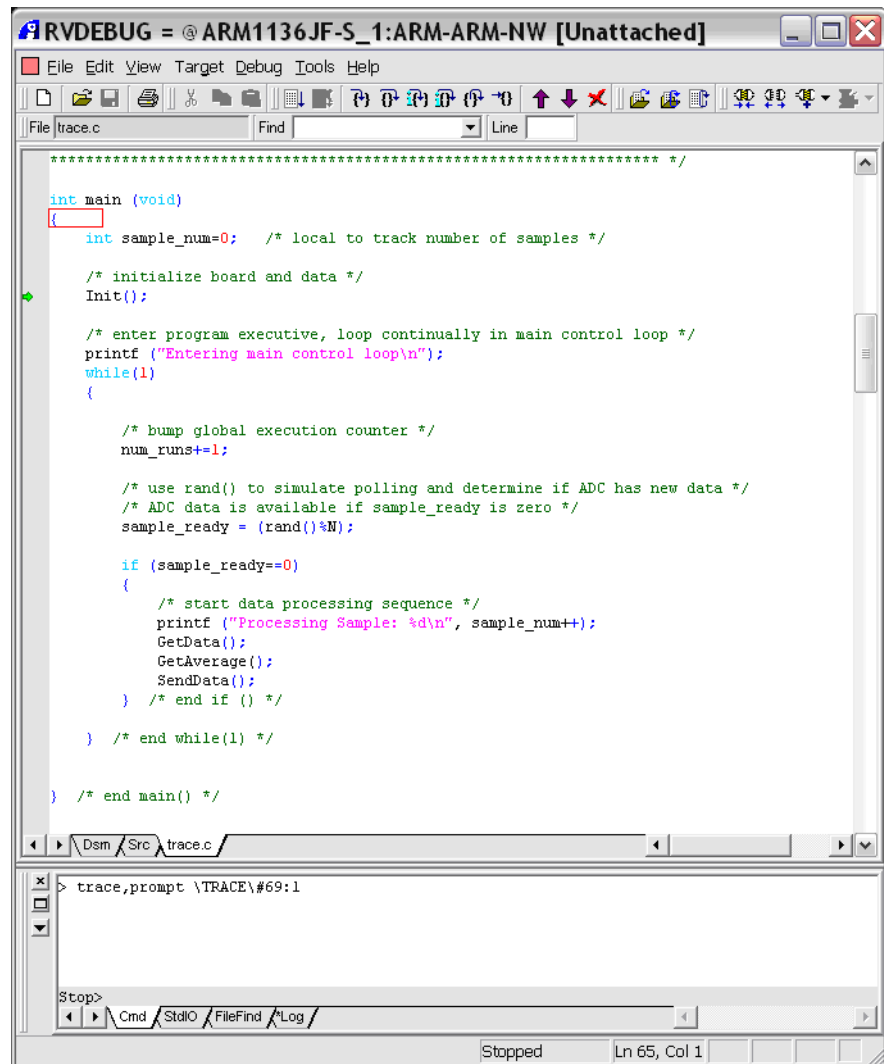 RVDEBUG = @ARM1136JF-S_1:ARM-ARM-NW [Unattached]
File Edit View Target Debug Tools Help
File trace.c Find Line
******************************************************************** */
int main (void)
{
int sample_num=0; /* local to track number of samples */
/* initialize board and data */
Init();
/* enter program executive, loop continually in main control loop */
printf ("Entering main control loop\n");
while(1)
{
/* bump global execution counter */
num_runs+=1;
/* use rand() to simulate polling and determine if ADC has new data */
/* ADC data is available if sample_ready is zero */
sample_ready = (rand()%N);
if (sample_ready==0)
{
/* start data processing sequence */
printf ("Processing Sample: %d\n", sample_num++);
GetData();
GetAverage();
SendData();
} /* end if () */
} /* end while(1) */
} /* end main() */
Dsm Src trace.c
> trace,prompt \TRACE\#69:1
Stop>
Cmd StdIO FileFind *Log
Stopped Ln 65, Col 1